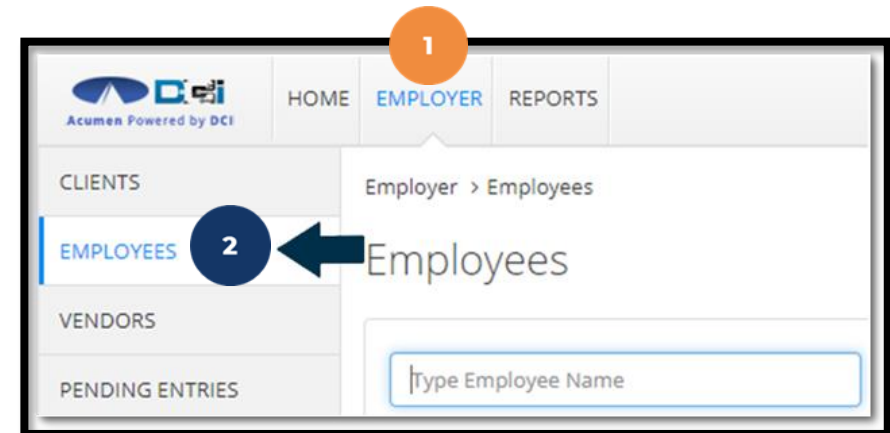 1
DCi
Acumen Powered by DCI
HOME EMPLOYER REPORTS
CLIENTS
Employer > Employees
EMPLOYEES 2
Employees
VENDORS
Type Employee Name
PENDING ENTRIES